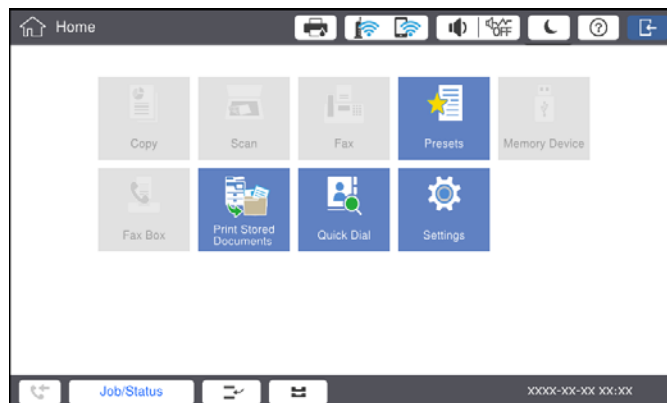 Home
OFF
Copy
Scan
Fax
Presets
Memory Device
Fax Box
Print Stored
Documents
Quick Dial
Settings
Job/Status
XXXX-XX-XX XX:XX